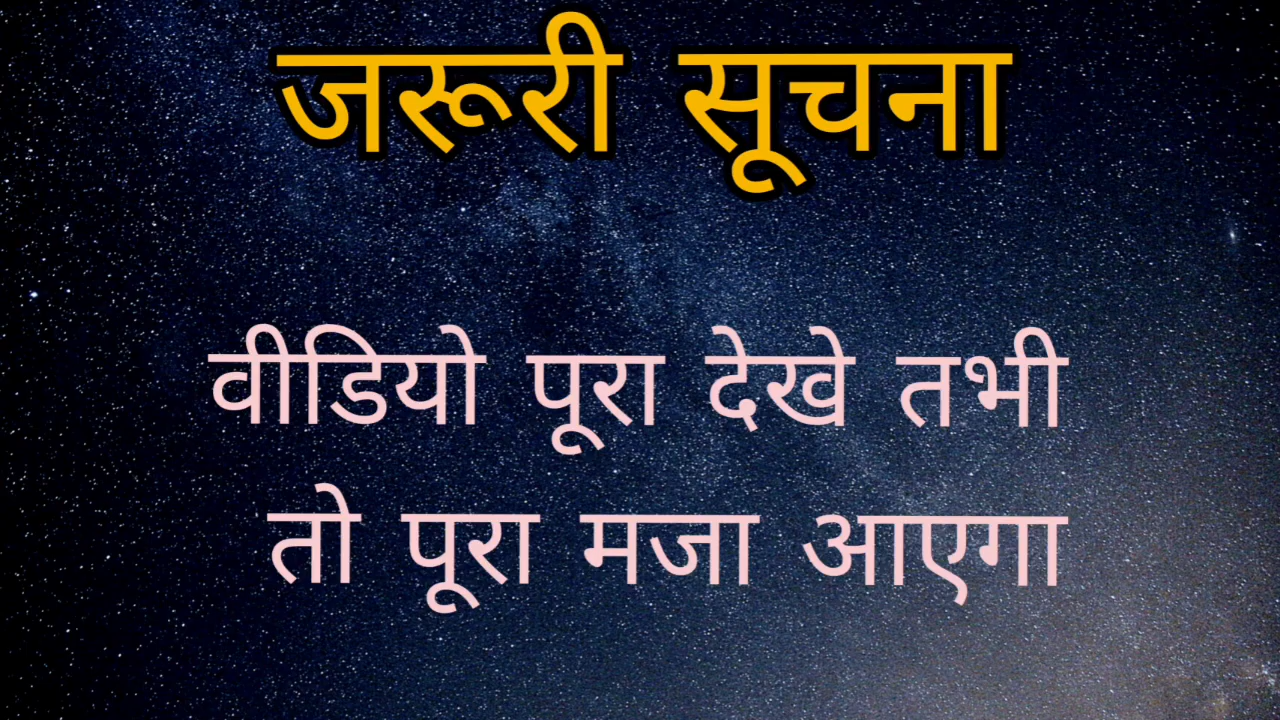 जरूरी सूचना
वीडियो पूरा देखे तभी
तो पूरा मजा आएगा